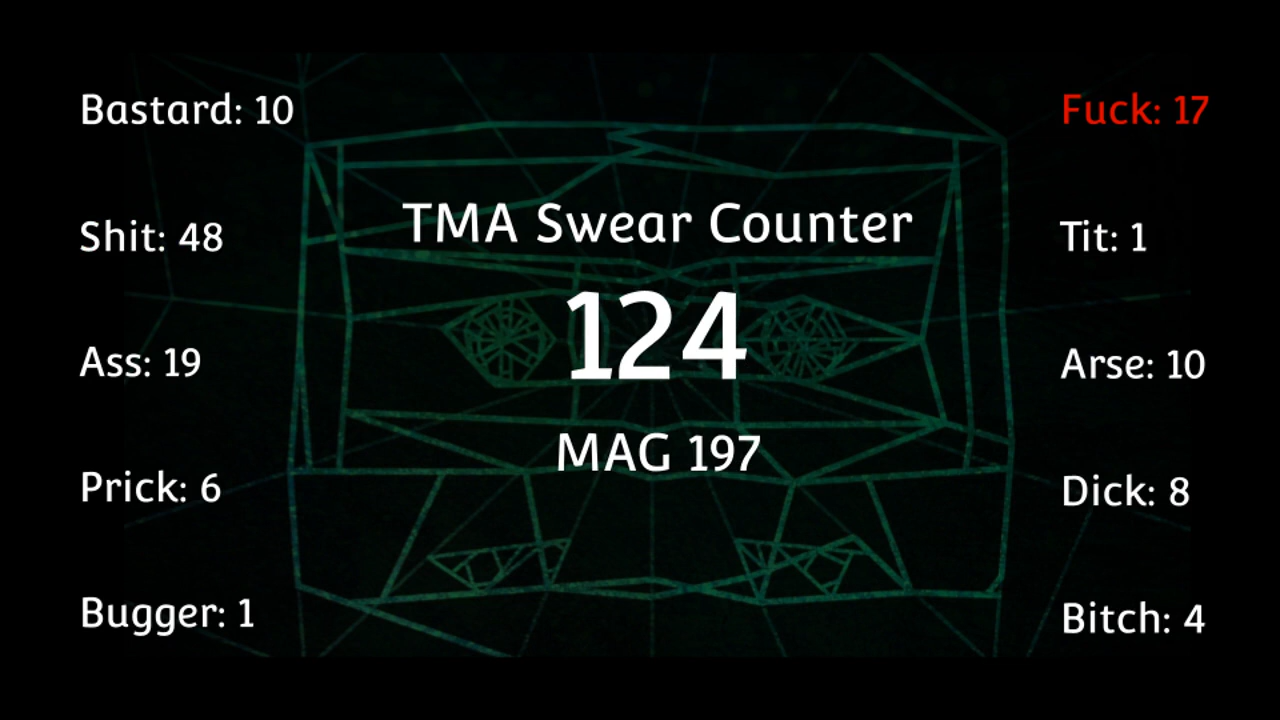 Bastard: 10
Shit: 48
Ass: 19
Prick: 6
Bugger: 1
TMA Swear Counter
124
MAG 197
Fuck: 17
Tit: 1
Arse: 10
Dick: 8
Bitch: 4